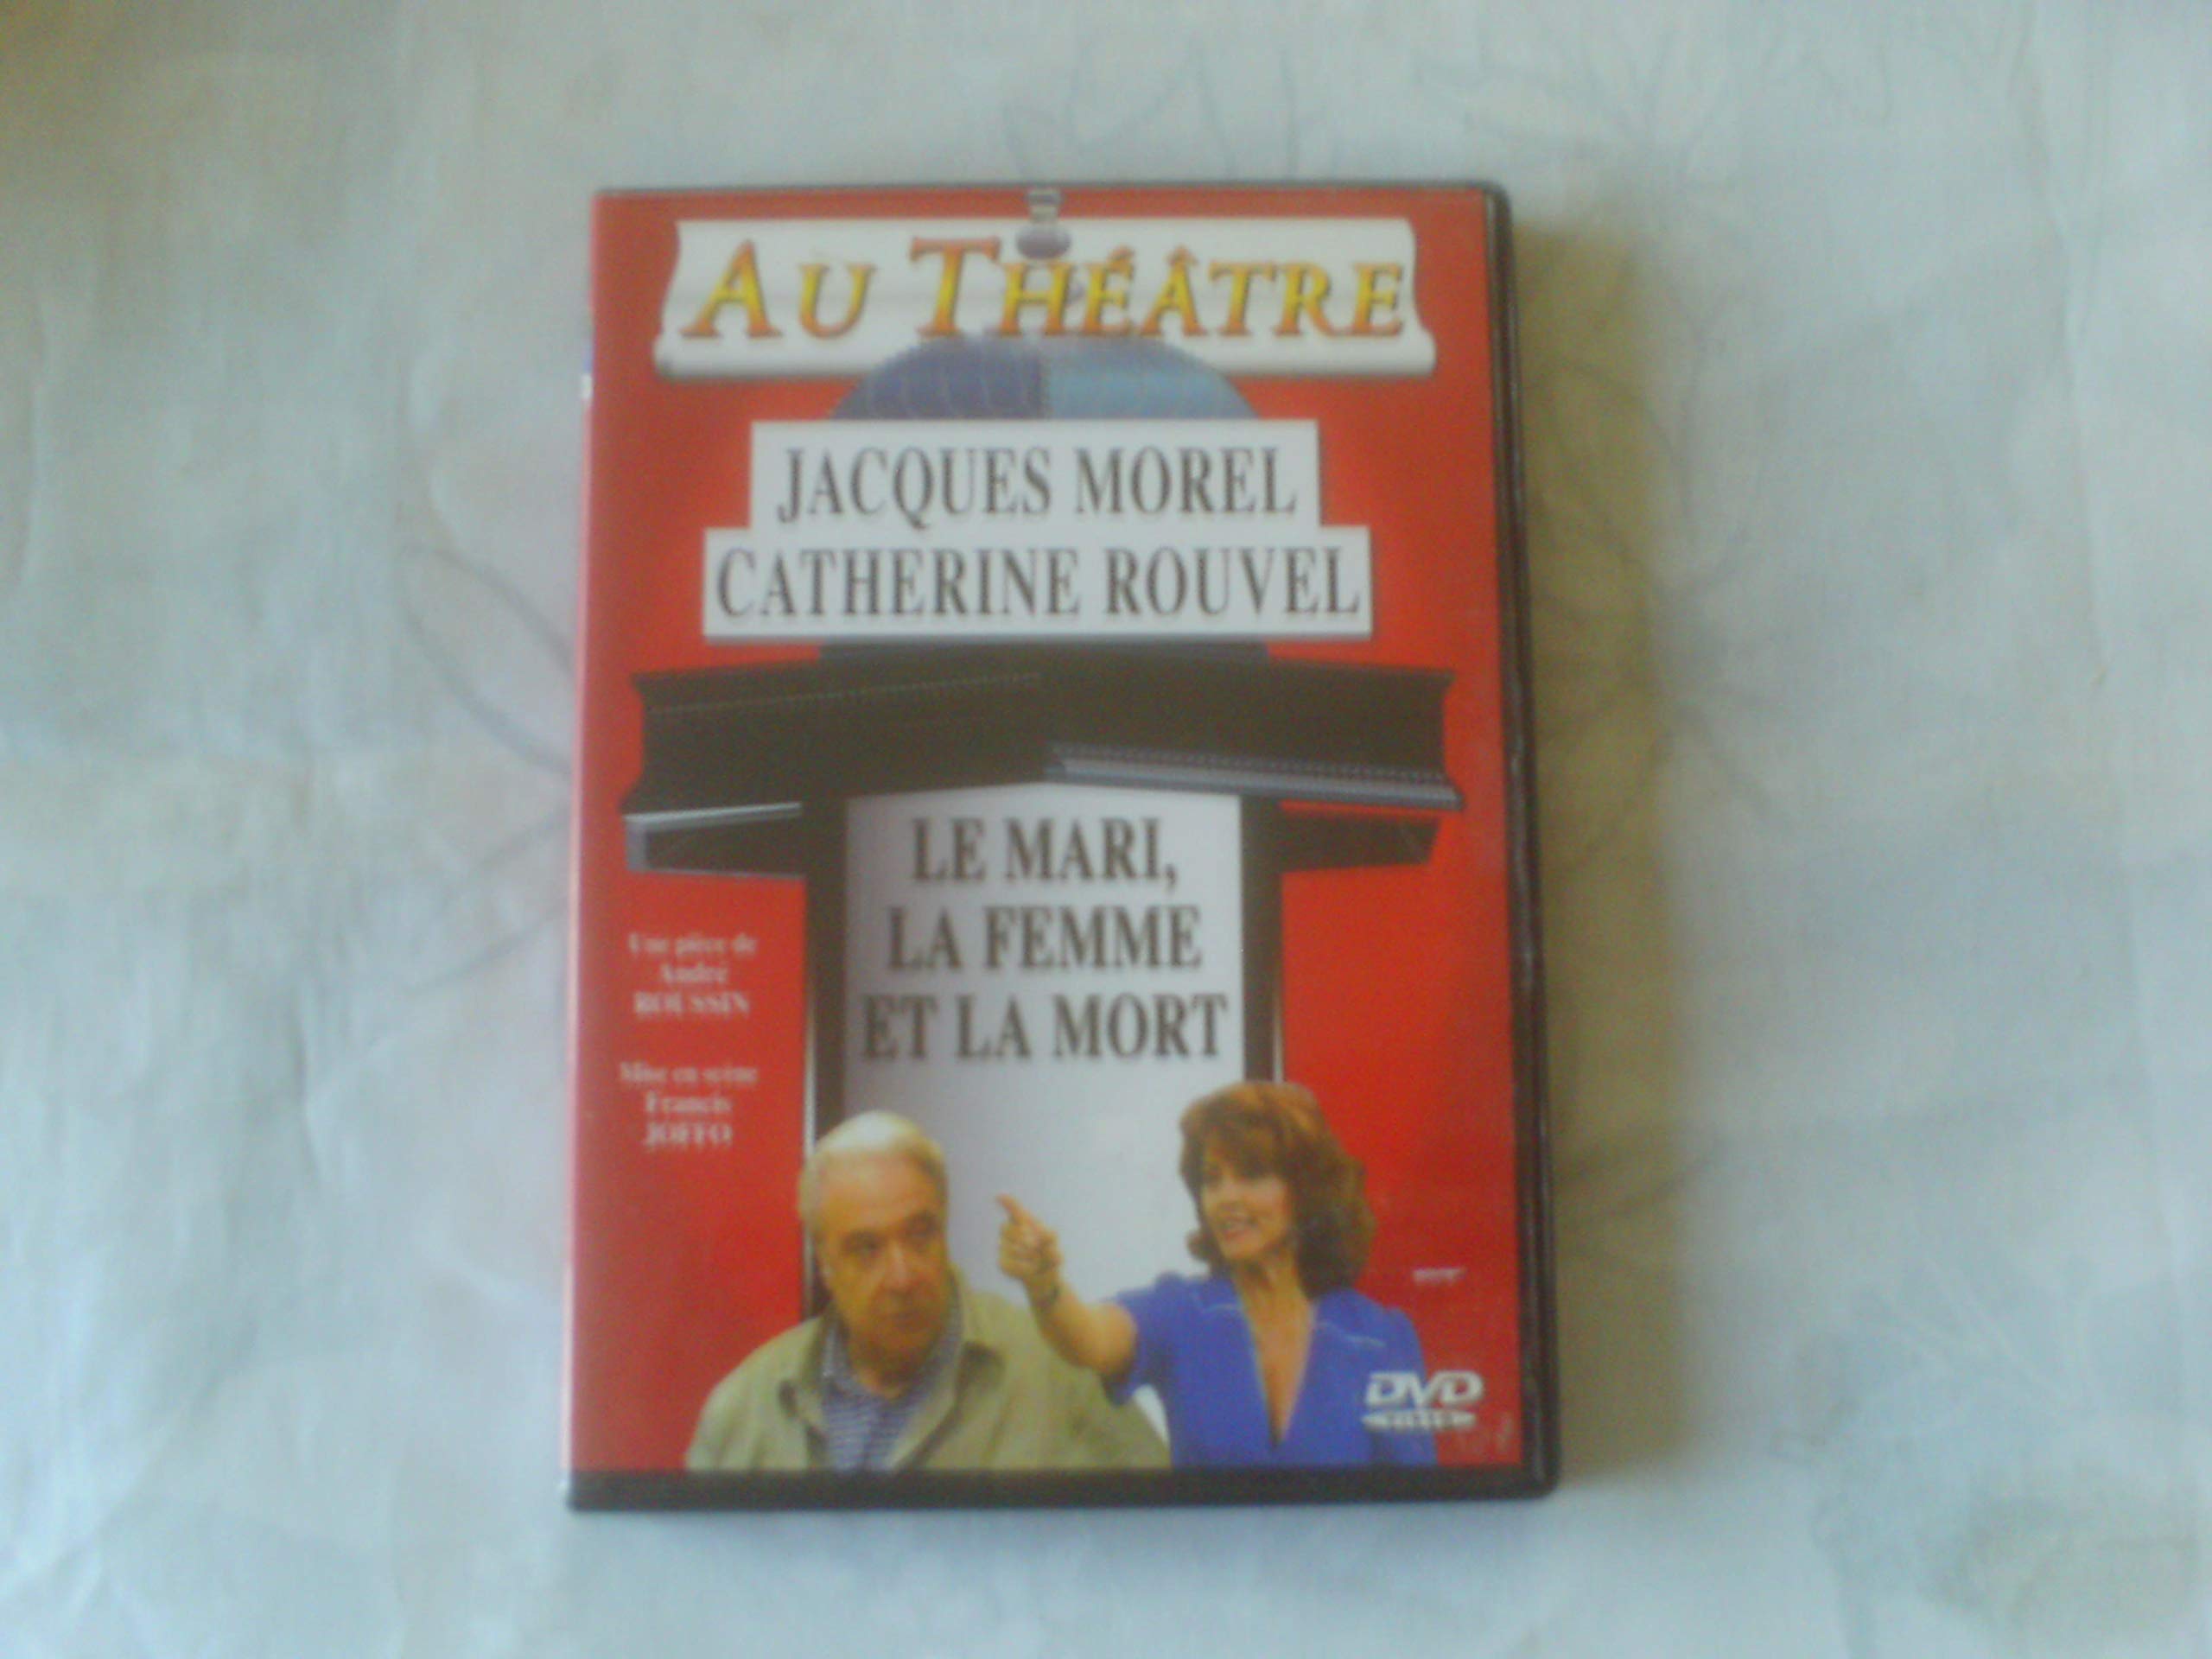 AU THÉÂTRE
JACQUES MOREL
CATHERINE ROUVEL
LE MARI,
LA FEMME
ET LA MORT
Une pièce de
André
ROUSSIN
Mise en scène
Francis
JOFFO
DVD
VIDEO